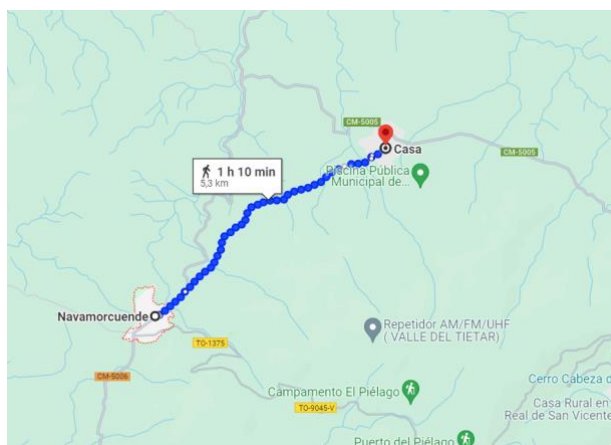 CM-5005
Casa
CM-5005
1 h 10 min
5,3 km
Piscina Pública
Municipal de...
Navamorcuende
TO-1375
Repetidor AM/FM/UHF
( VALLE DEL TIETAR)
CM-5006
Cerro Cabeza d
Campamento El Piélago
Casa Rural en
Real de San Vicente
TO-9045-V
Puerto del Piélago